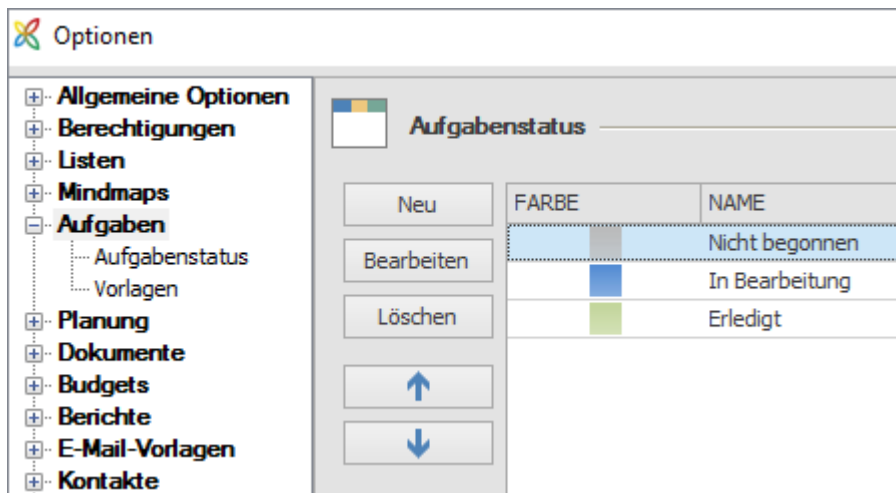 Optionen
Allgemeine Optionen
Berechtigungen
Listen
Mindmaps
Aufgaben
Aufgabenstatus
Vorlagen
Planung
Dokumente
Budgets
Berichte
E-Mail-Vorlagen
Kontakte
Aufgabenstatus
Neu
Bearbeiten
Löschen
FARBE NAME
Nicht begonnen
In Bearbeitung
Erledigt